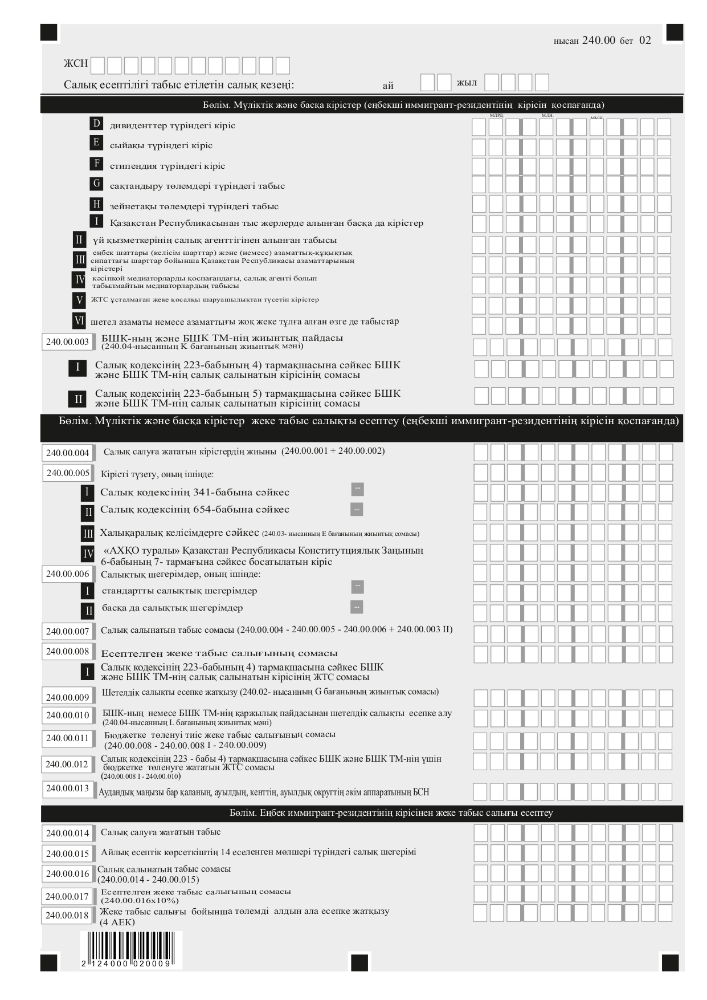 нысан 240.00 бет 02
ЖСН
Салық есептілігі табыс етілетін салық кезеңі: ай жыл
Бөлім. Мүліктік және басқа кірістер (еңбекші иммигрант-резидентінің кірісін қоспағанда)
МЛРД. МЛН. МЫН.
D дивиденттер түріндегі кіріс
E сыйақы түріндегі кіріс
F стипендия түріндегі кіріс
G сақтандыру төлемдері түріндегі табыс
H зейнетақы төлемдері түріндегі табыс
I Қазақстан Республикасынан тыс жерлерде алынған басқа да кірістер
II үй қызметкерінің салық агенттігінен алынған табысы
III еңбек шаттары (келісім шарттар) және (немесе) азаматтық-құқықтық
сипаттағы шарттар бойынша Қазақстан Республикасы азаматтарының
кірістері
IV кәсіпқой медиаторларды қоспағандағы, салық агенті болып
табылмайтын медиаторлардың табысы
V ЖТС ұсталмаған жеке қосалқы шаруашылықтан түсетін кірістер
VI шетел азаматы немесе азаматтығы жоқ жеке тұлға алған өзге де табыстар
240.00.003 БШК-ның және БШК ТМ-нің жиынтық пайдасы
(240.04-нысанның K бағанының жиынтық мәні)
I Салық кодексінің 223-бабының 4) тармақшасына сәйкес БШК
және БШК ТМ-нің салық салынатын кірісінің сомасы
II Салық кодексінің 223-бабының 5) тармақшасына сәйкес БШК
және БШК ТМ-нің салық салынатын кірісінің сомасы
Бөлім. Мүліктік және басқа кірістер жеке табыс салықты есептеу (еңбекші иммигрант-резидентінің кірісін қоспағанда)
240.00.004 Салық салуға жататын кірістердің жиыны (240.00.001 + 240.00.002)
240.00.005 Кірісті түзету, оның ішінде:
I Салық кодексінің 341-бабына сәйкес ...
II Салық кодексінің 654-бабына сәйкес ...
III Халықаралық келісімдерге сәйкес (240.03- нысанның E бағанының жиынтық сомасы)
IV «АХҚО туралы» Қазақстан Республикасы Конститутциялық Заңының
6-бабының 7- тармағына сәйкес босатылатын кіріс
240.00.006 Салықтық шегерімдер, оның ішінде:
I стандартты салықтық шегерімдер ...
II басқа да салықтық шегерімдер ...
240.00.007 Салық салынатын табыс сомасы (240.00.004 - 240.00.005 - 240.00.006 + 240.00.003 II)
240.00.008 Есептелген жеке табыс салығының сомасы
I Салық кодексінің 223-бабының 4) тармақшасына сәйкес БШК
және БШК ТМ-нің салық салынатын кірісінің ЖТС сомасы
240.00.009 Шетелдік салықты есепке жатқызу (240.02- нысанның G бағанының жиынтық сомасы)
240.00.010 БШК-ның немесе БШК ТМ-нің қаржылық пайдасынан шетелдік салықты есепке алу
(240.04-нысанның L бағанының жиынтық мәні)
240.00.011 Бюджетке төленуі тиіс жеке табыс салығының сомасы
(240.00.008 - 240.00.008 I - 240.00.009)
240.00.012 Салық кодексінің 223 - бабы 4) тармақшасына сәйкес БШК және БШК ТМ-нің үшін
бюджетке төленуге жататын ЖТС сомасы
(240.00.008 I - 240.00.010)
240.00.013 Аудандық маңызы бар қаланың, ауылдың, кенттің, ауылдық округтің әкім аппаратының БСН
Бөлім. Еңбек иммигрант-резидентінің кірісінен жеке табыс салығы есептеу
240.00.014 Салық салуға жататын табыс
240.00.015 Айлық есептік көрсеткіштің 14 еселенген мөлшері түріндегі салық шегерімі
240.00.016 Салық салынатың табыс сомасы
(240.00.014 - 240.00.015)
240.00.017 Есептелген жеке табыс салығының сомасы
(240.00.016х10%)
240.00.018 Жеке табыс салығы бойынша төлемді алдын ала есепке жатқызу
(4 АЕК)
2 124000 020009